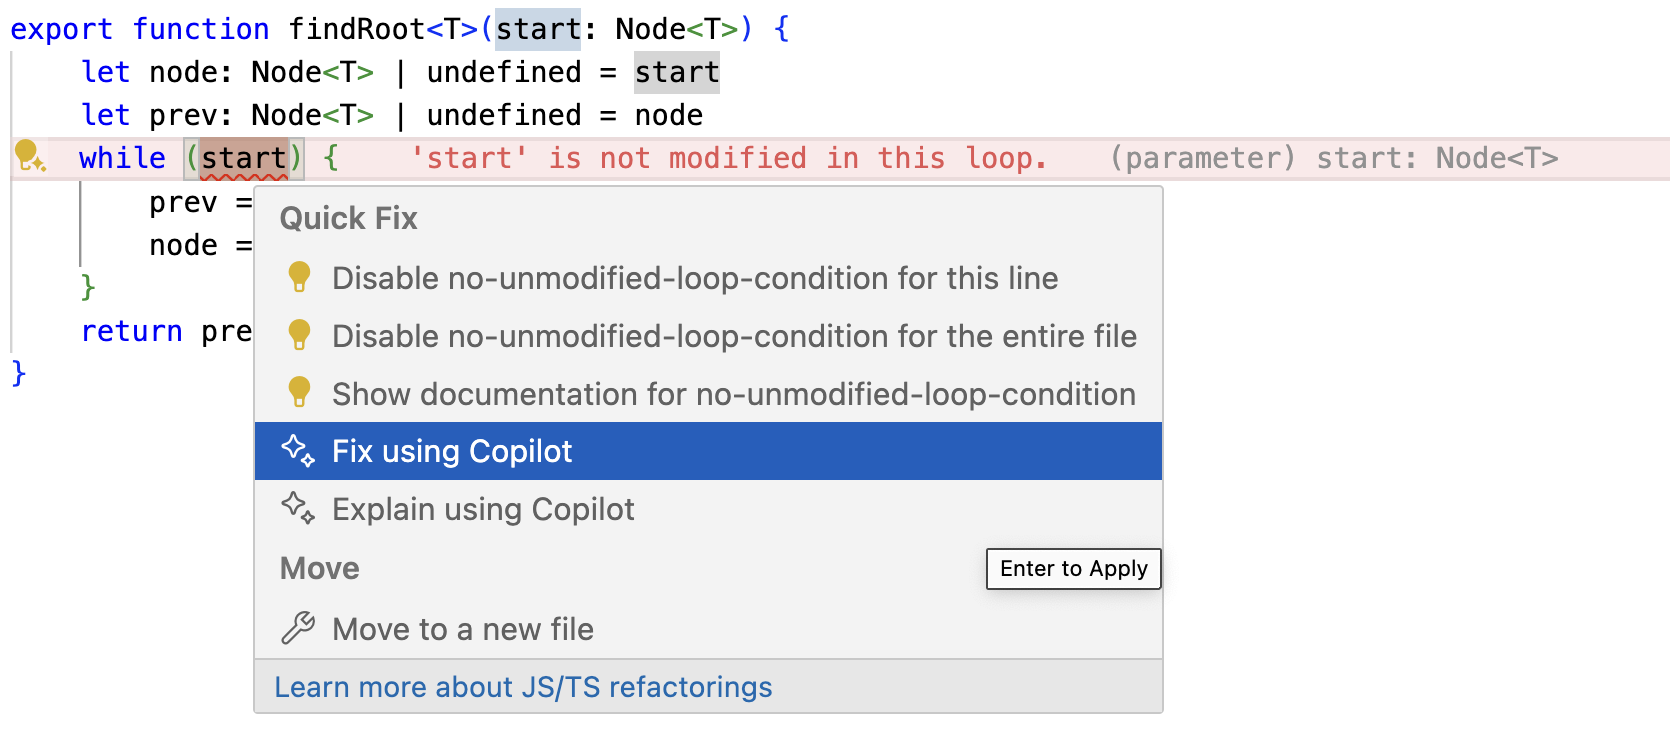 export function findRoot<T>(start: Node<T>) {
let node: Node<T> | undefined = start
let prev: Node<T> | undefined = node
while (start) { 'start' is not modified in this loop. (parameter) start: Node<T>
prev =
node =
}
return pre
}
Quick Fix
Disable no-unmodified-loop-condition for this line
Disable no-unmodified-loop-condition for the entire file
Show documentation for no-unmodified-loop-condition
Fix using Copilot
Explain using Copilot
Move
Enter to Apply
Move to a new file
Learn more about JS/TS refactorings